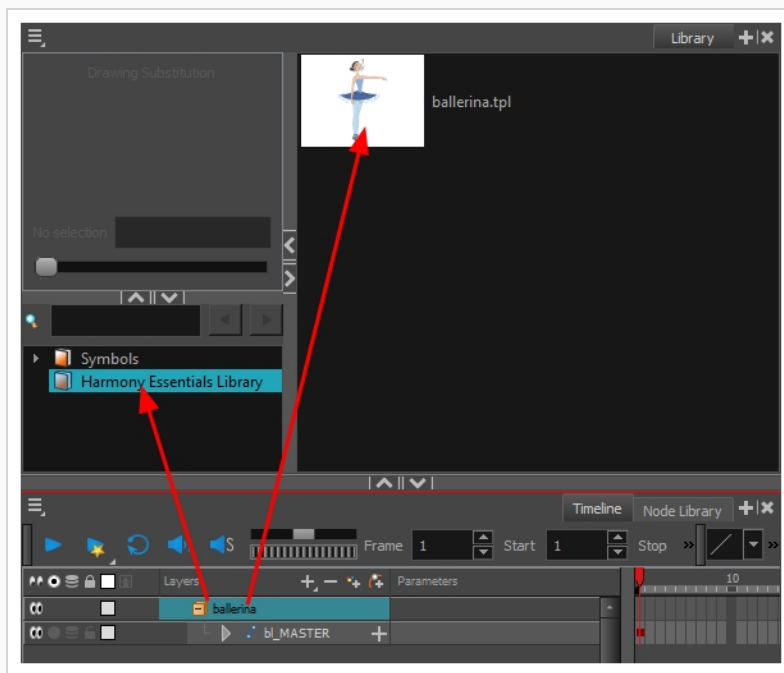 Library
Drawing Substitution
ballerina.tpl
No selection
Symbols
Harmony Essentials Library
Timeline
Node Library
S
Frame 1
Start 1
Stop
Layers
Parameters
10
ballerina
bl_MASTER